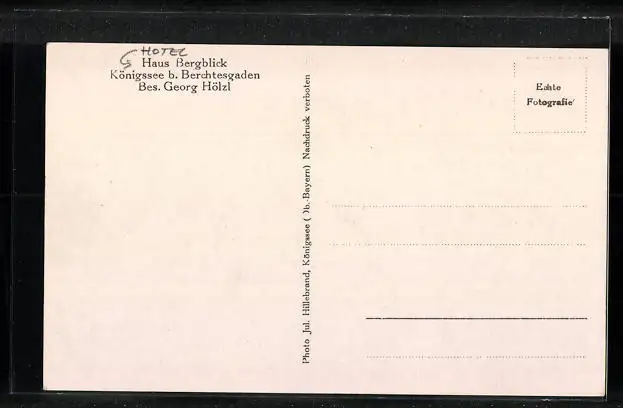 HOTEL
Haus Bergblick
Königssee b. Berchtesgaden
Bes. Georg Hölzl
Photo Jul. Hillebrand, Königssee (Ob.-Bayern) Nachdruck verboten
Echte
Fotografie